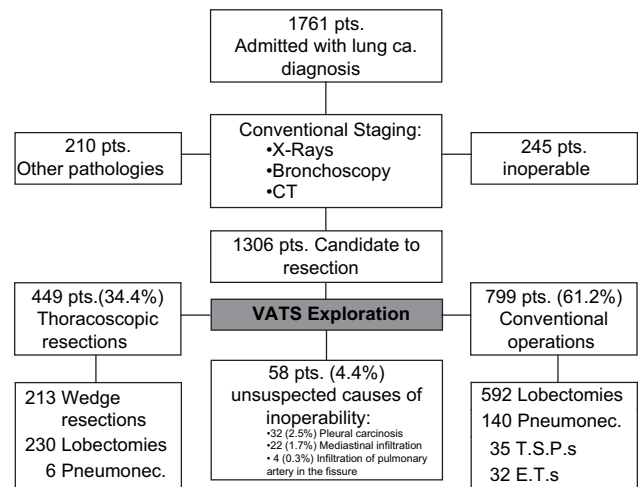 1761 pts.
Admitted with lung ca.
diagnosis
210 pts.
Other pathologies
Conventional Staging:
•X-Rays
•Bronchoscopy
•CT
245 pts.
inoperable
1306 pts. Candidate to
resection
449 pts.(34.4%)
Thoracoscopic
resections
VATS Exploration
799 pts. (61.2%)
Conventional
operations
213 Wedge
resections
230 Lobectomies
6 Pneumonec.
58 pts. (4.4%)
unsuspected causes of
inoperability:
•32 (2.5%) Pleural carcinosis
•22 (1.7%) Mediastinal infiltration
• 4 (0.3%) Infiltration of pulmonary
artery in the fissure
592 Lobectomies
140 Pneumonec.
35 T.S.P.s
32 E.T.s